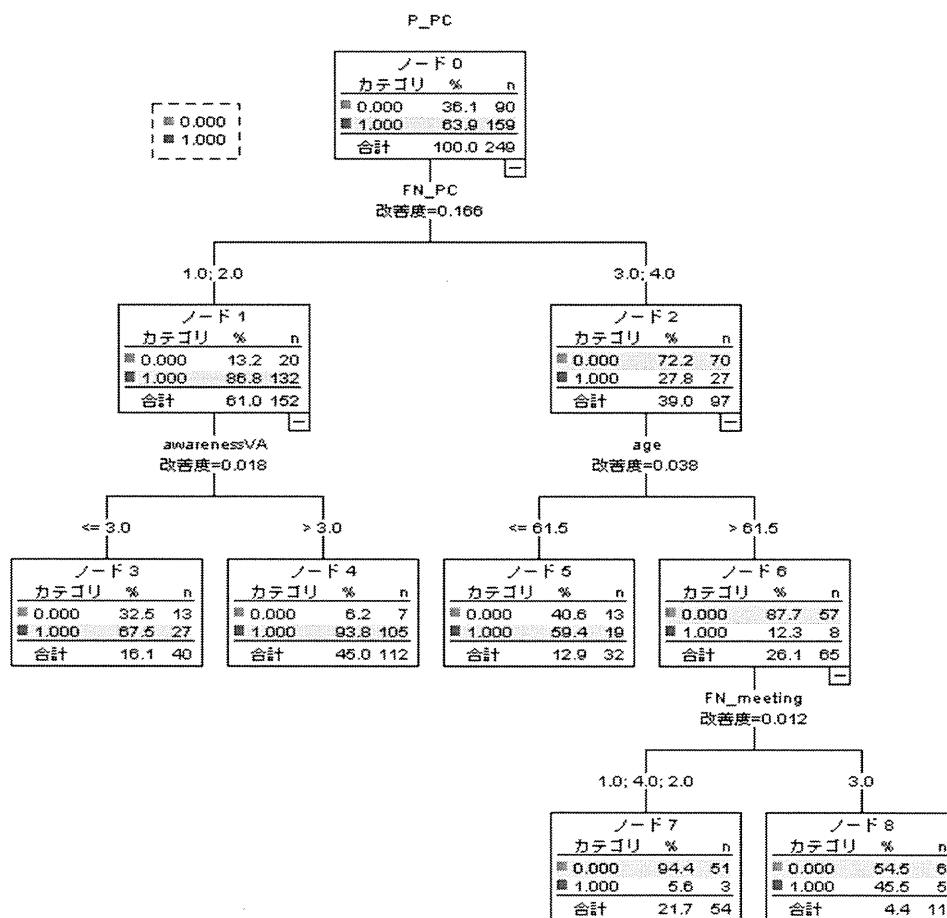 P_PC
ノード 0
カテゴリ % n
0.000 36.1 90
1.000 63.9 159
合計 100.0 249
0.000
1.000
FN_PC
改善度=0.166
1.0; 2.0
3.0; 4.0
ノード 1
カテゴリ % n
0.000 13.2 20
1.000 86.8 132
合計 61.0 152
ノード 2
カテゴリ % n
0.000 72.2 70
1.000 27.8 27
合計 39.0 97
awarenessVA
改善度=0.018
age
改善度=0.038
<= 3.0
> 3.0
<= 61.5
> 61.5
ノード 3
カテゴリ % n
0.000 32.5 13
1.000 67.5 27
合計 16.1 40
ノード 4
カテゴリ % n
0.000 6.2 7
1.000 93.8 105
合計 45.0 112
ノード 5
カテゴリ % n
0.000 40.6 13
1.000 59.4 19
合計 12.9 32
ノード 6
カテゴリ % n
0.000 87.7 57
1.000 12.3 8
合計 26.1 65
FN_meeting
改善度=0.012
1.0; 4.0; 2.0
3.0
ノード 7
カテゴリ % n
0.000 94.4 51
1.000 5.6 3
合計 21.7 54
ノード 8
カテゴリ % n
0.000 54.5 6
1.000 45.5 5
合計 4.4 11